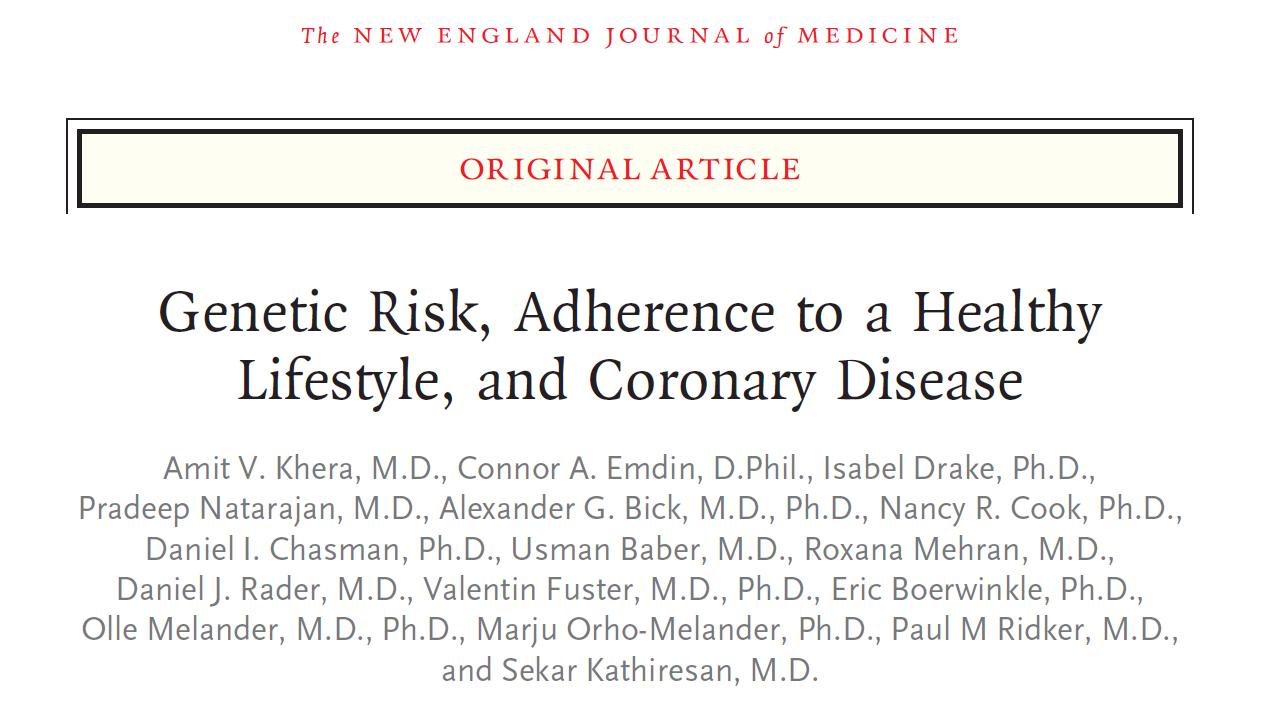 The NEW ENGLAND JOURNAL of MEDICINE
ORIGINAL ARTICLE
Genetic Risk, Adherence to a Healthy
Lifestyle, and Coronary Disease
Amit V. Khera, M.D., Connor A. Emdin, D.Phil., Isabel Drake, Ph.D.,
Pradeep Natarajan, M.D., Alexander G. Bick, M.D., Ph.D., Nancy R. Cook, Ph.D.,
Daniel I. Chasman, Ph.D., Usman Baber, M.D., Roxana Mehran, M.D.,
Daniel J. Rader, M.D., Valentin Fuster, M.D., Ph.D., Eric Boerwinkle, Ph.D.,
Olle Melander, M.D., Ph.D., Marju Orho-Melander, Ph.D., Paul M Ridker, M.D.,
and Sekar Kathiresan, M.D.